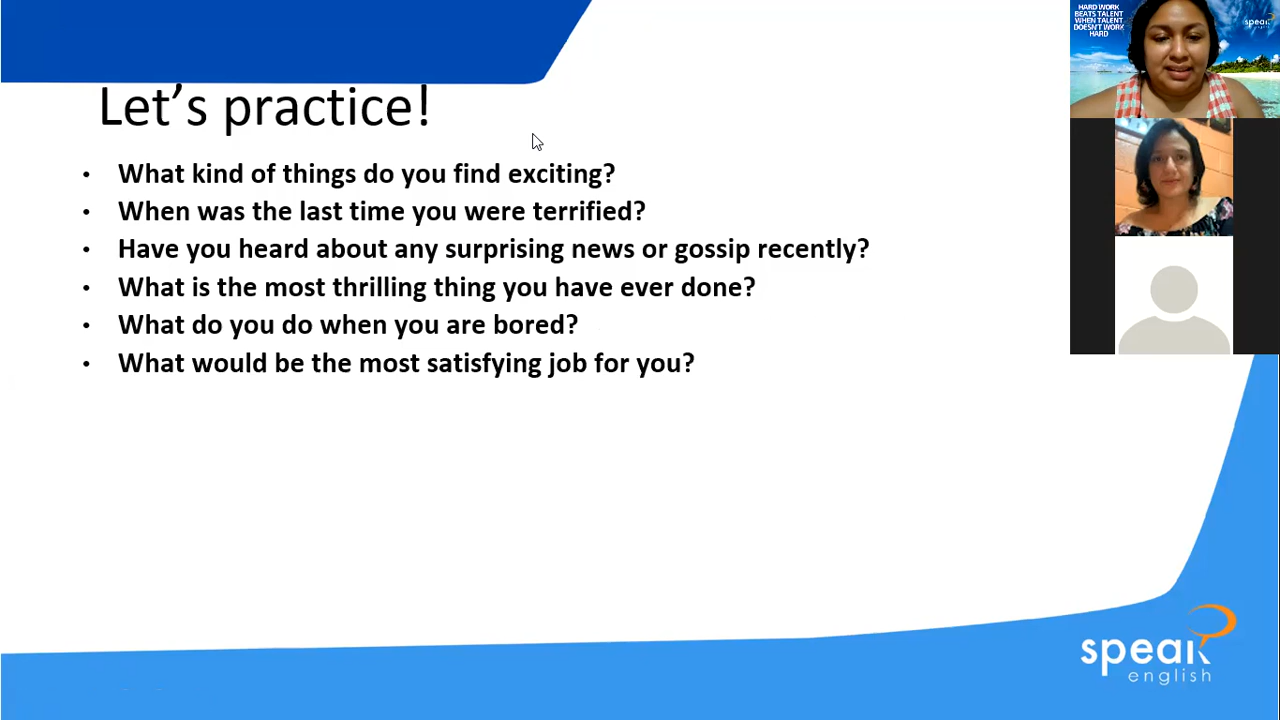 Let's practice!
• What kind of things do you find exciting?
• When was the last time you were terrified?
• Have you heard about any surprising news or gossip recently?
• What is the most thrilling thing you have ever done?
• What do you do when you are bored?
• What would be the most satisfying job for you?
HARD WORK
BEATS TALENT
WHEN TALENT
DOESN'T WORK
HARD
speak
speak
english